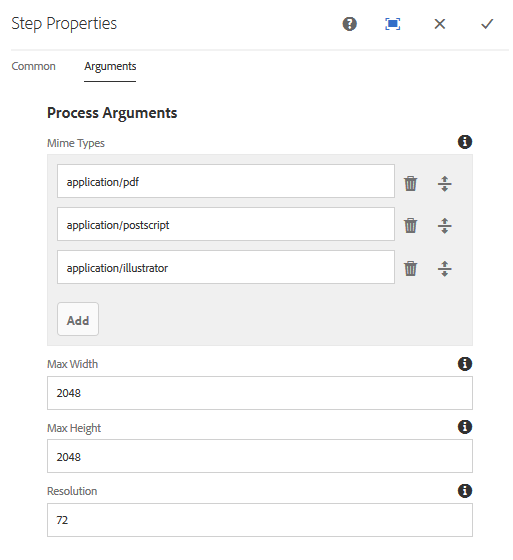 Step Properties
Common Arguments
Process Arguments
Mime Types
application/pdf
application/postscript
application/illustrator
Add
Max Width
2048
Max Height
2048
Resolution
72